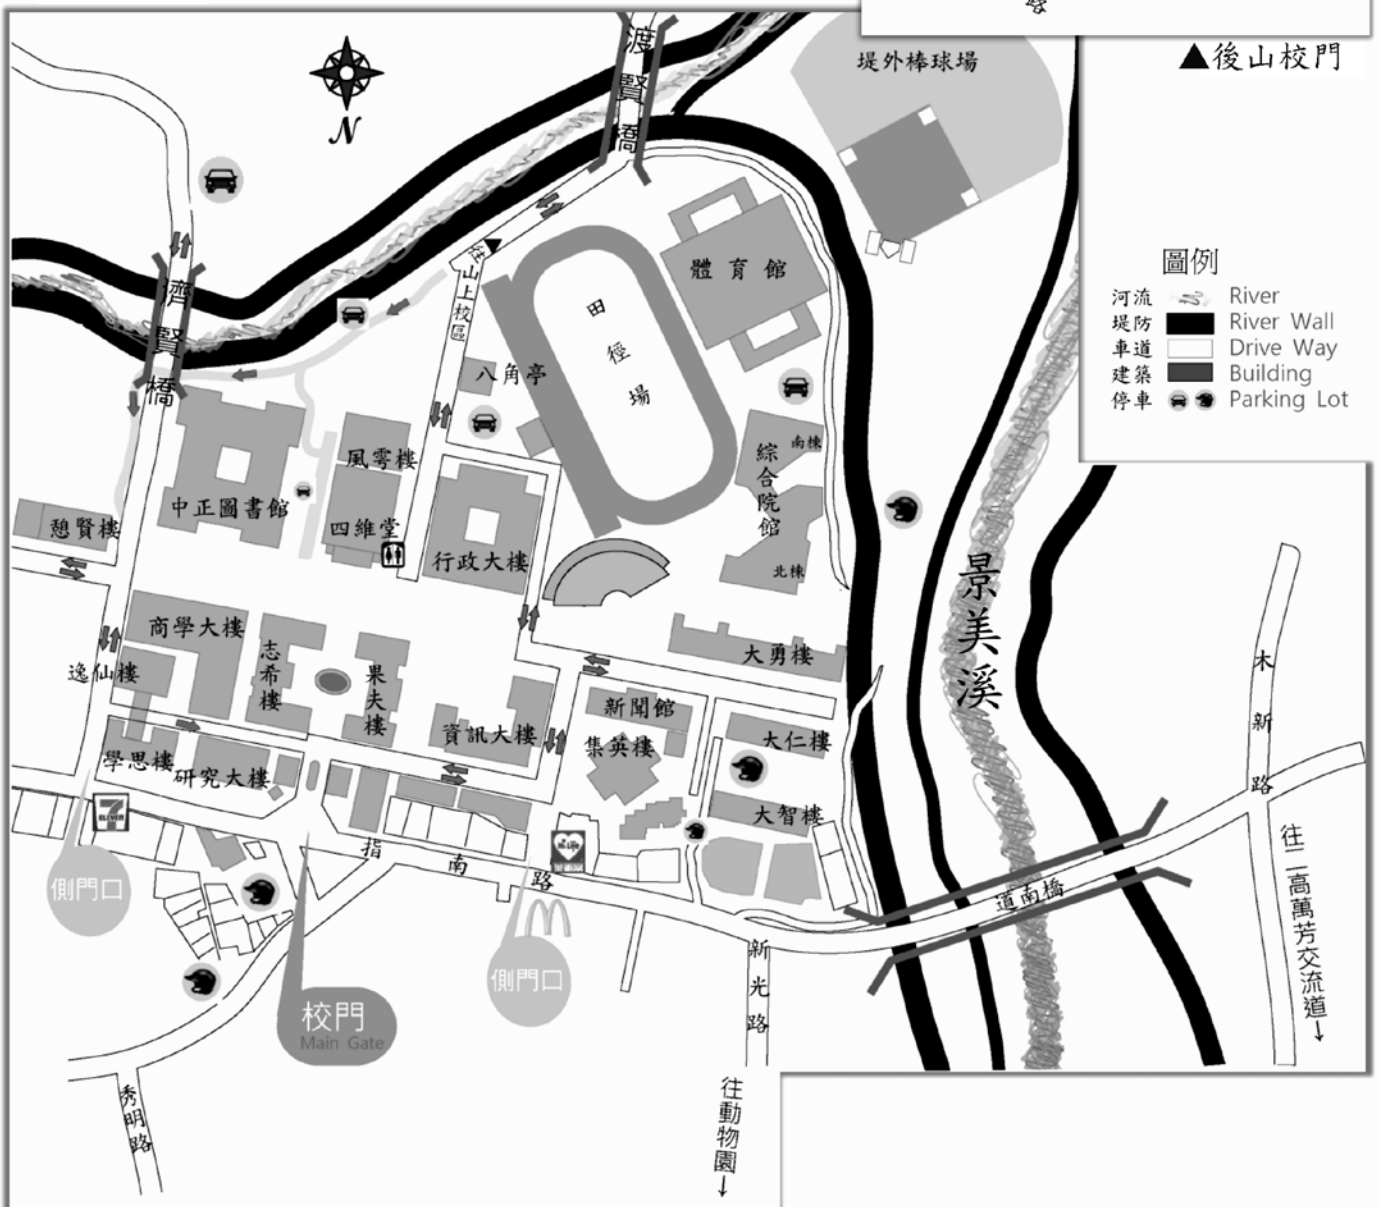 渡賢橋
堤外棒球場
▲後山校門
N
圖例
河流 River
堤防 River Wall
車道 Drive Way
建築 Building
停車 Parking Lot
濟賢橋
往山上校區
體育館
田徑場
八角亭
風雩樓
中正圖書館
四維堂
行政大樓
憩賢樓
綜合院館
南棟
北棟
景美溪
商學大樓
志希樓
果夫樓
逸仙樓
大勇樓
新聞館
資訊大樓
集英樓
大仁樓
學思樓
研究大樓
大智樓
木新路
7
ELEVEN
指南路
側門口
側門口
道南橋
往二高萬芳交流道→
校門
Main Gate
新光路
秀明路
往動物園→